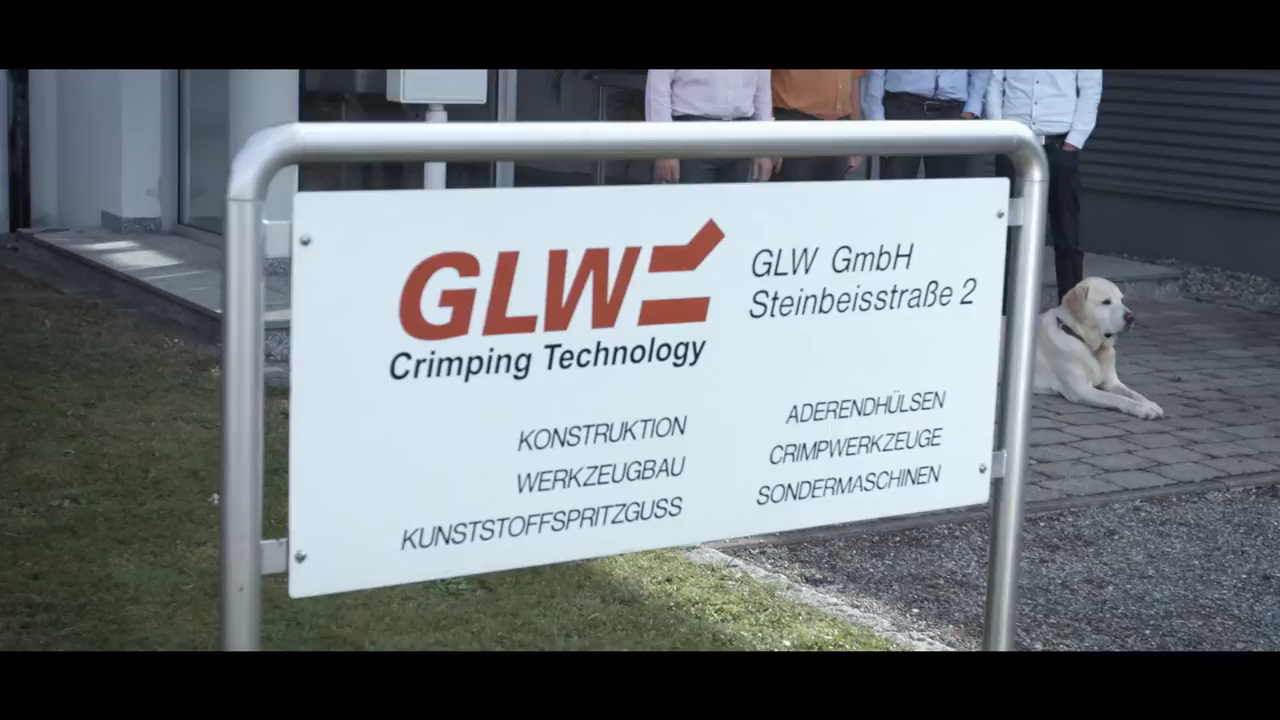 GLW
Crimping Technology
GLW GmbH
Steinbeisstraße 2
KONSTRUKTION
WERKZEUGBAU
KUNSTSTOFFSPRITZGUSS
ADERENDHÜLSEN
CRIMPWERKZEUGE
SONDERMASCHINEN